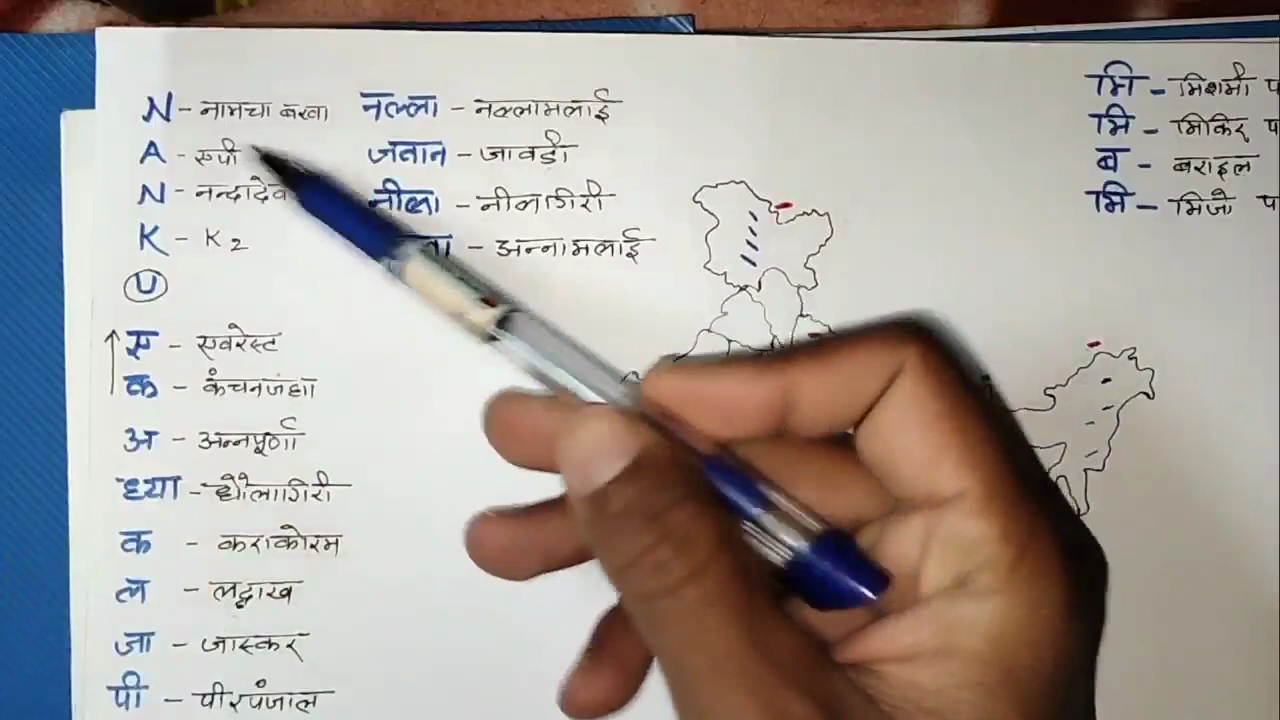 N - नामचा बरवा
A - रूपी
N - नन्दादेव
K - K2
U
ए - एवरेस्ट
क - कंचनजंघा
अ - अन्नपूर्णा
ध्या - धौलागिरी
क - काराकोरम
ल - लद्दाख
जा - जास्कर
पी - पीरपंजाल
नल्ला - नल्लामलाई
जवान - जावडी
नीला - नीलगिरी
- अन्नामलाई
मि - मिशमी प
मि - मिकिर प
ब - बराइल
मि - मिजो प